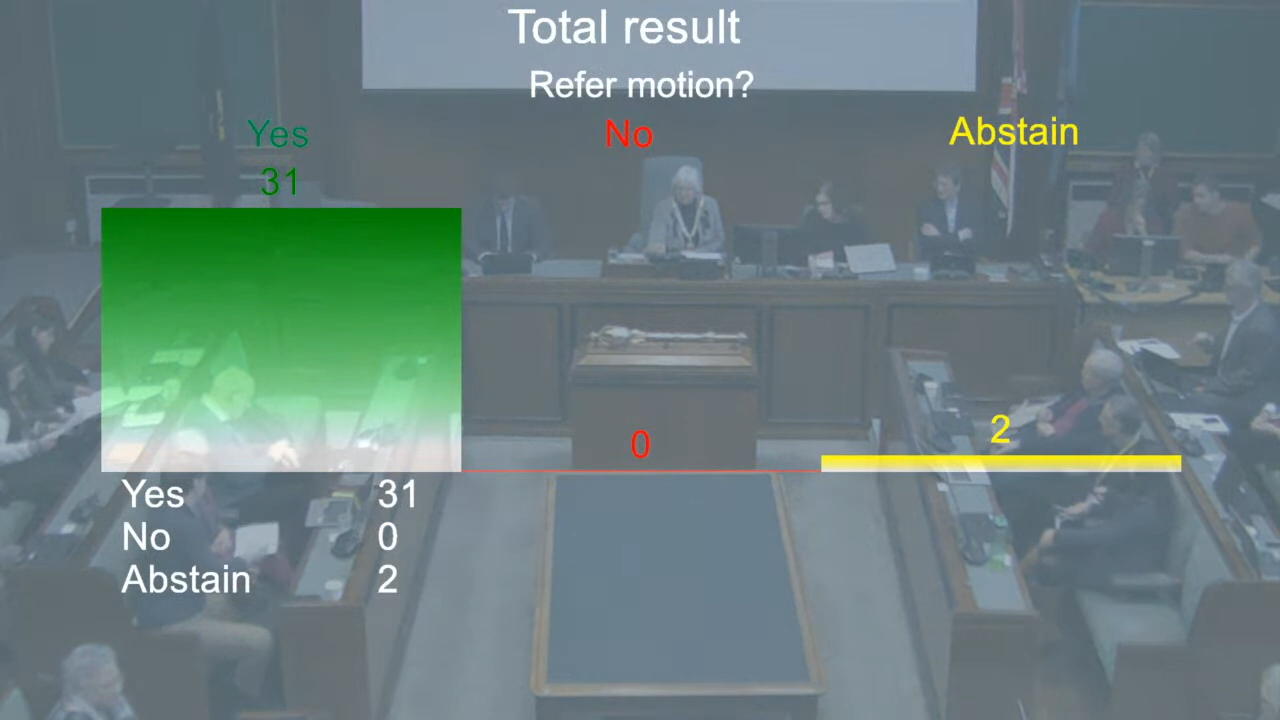 Total result
Refer motion?
Yes No Abstain
31
0 2
Yes 31
No 0
Abstain 2